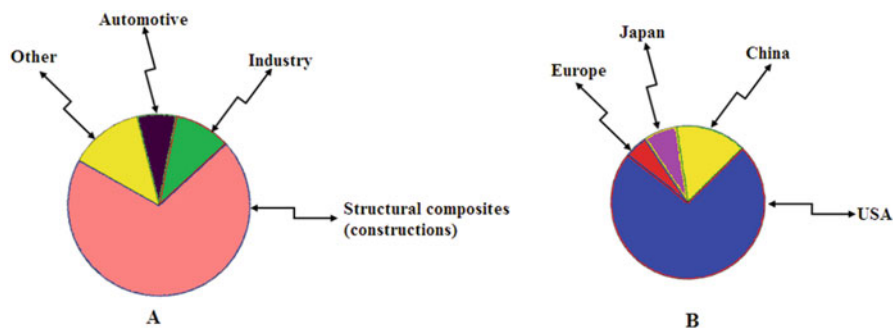 Automotive
Other
Industry
Structural composites
(constructions)
A
Japan
China
Europe
USA
B